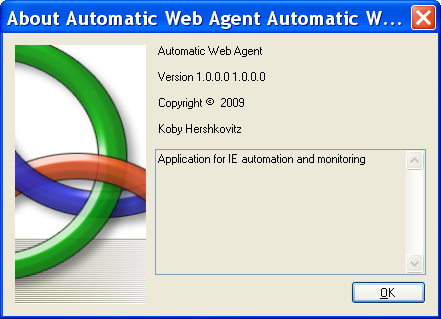 About Automatic Web Agent Automatic W...
Automatic Web Agent
Version 1.0.0.0 1.0.0.0
Copyright © 2009
Koby Hershkovitz
Application for IE automation and monitoring
OK